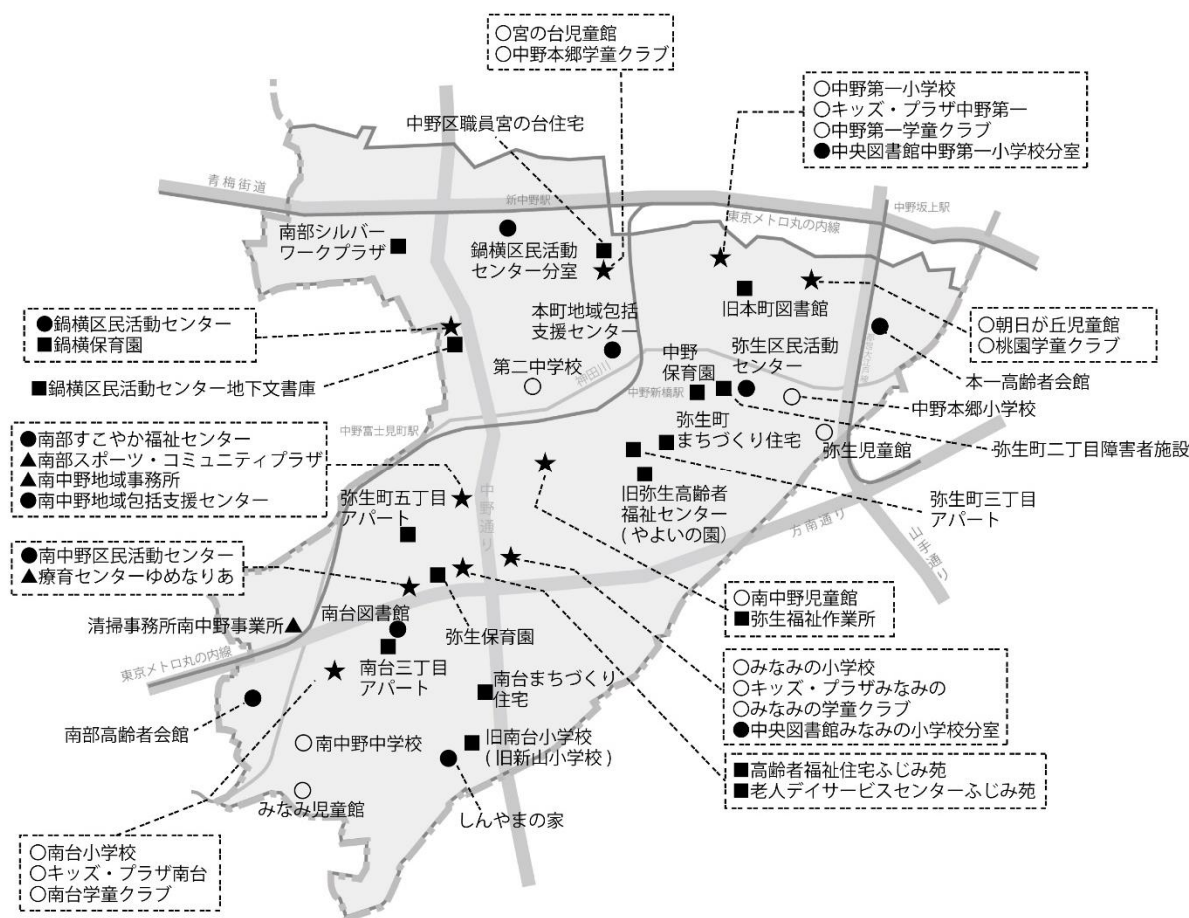 ○宮の台児童館
○中野本郷学童クラブ
○中野第一小学校
○キッズ・プラザ中野第一
○中野第一学童クラブ
●中央図書館中野第一小学校分室
中野区職員宮の台住宅
青梅街道
新中野駅
中野坂上駅
東京メトロ丸の内線
南部シルバー
ワークプラザ
鍋横区民活動
センター分室
旧本町図書館
本町地域包括
支援センター
●鍋横区民活動センター
■鍋横保育園
○朝日が丘児童館
○桃園学童クラブ
■鍋横区民活動センター地下文書庫
第二中学校
神田川
中野
保育園
弥生区民活動
センター
本一高齢者会館
中野新橋駅
中野本郷小学校
中野富士見町駅
弥生町
まちづくり住宅
弥生児童館
弥生町二丁目障害者施設
●南部すこやか福祉センター
▲南部スポーツ・コミュニティプラザ
▲南中野地域事務所
●南中野地域包括支援センター
弥生町五丁目
アパート
中野通り
旧弥生高齢者
福祉センター
(やよいの園)
弥生町三丁目
アパート
方南通り
山手通り
●南中野区民活動センター
▲療育センターゆめなりあ
○南中野児童館
■弥生福祉作業所
清掃事務所南中野事業所▲
南台図書館
弥生保育園
東京メトロ丸の内線
南台三丁目
アパート
南台まちづくり
住宅
○みなみの小学校
○キッズ・プラザみなみの
○みなみの学童クラブ
●中央図書館みなみの小学校分室
南部高齢者会館
南中野中学校
旧南台小学校
(旧新山小学校)
■高齢者福祉住宅ふじみ苑
■老人デイサービスセンターふじみ苑
みなみ児童館
しんやまの家
○南台小学校
○キッズ・プラザ南台
○南台学童クラブ